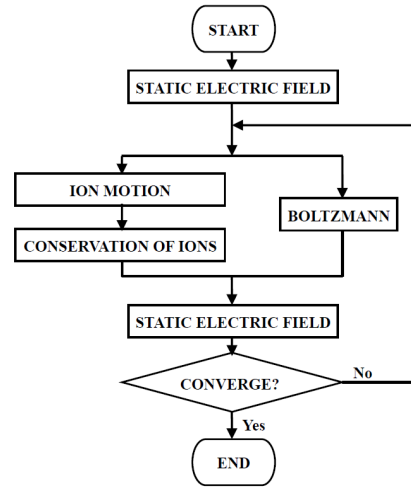 START
STATIC ELECTRIC FIELD
ION MOTION
BOLTZMANN
CONSERVATION OF IONS
STATIC ELECTRIC FIELD
CONVERGE?
No
Yes
END